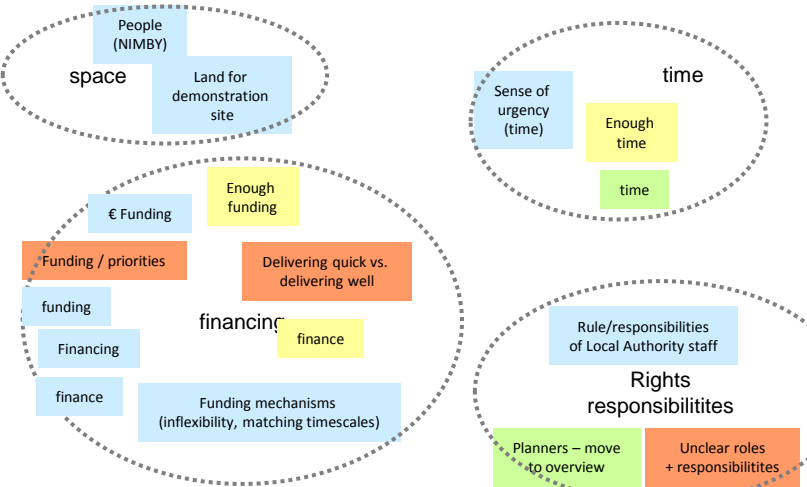 People
(NIMBY)
space
Land for
demonstration
site
time
Sense of
urgency
(time)
Enough
time
time
Enough
funding
€ Funding
Funding / priorities
Delivering quick vs.
delivering well
funding
financing
finance
Financing
finance
Funding mechanisms
(inflexibility, matching timescales)
Rule/responsibilities
of Local Authority staff
Rights
responsibilitites
Planners – move
to overview
Unclear roles
+ responsibilitites